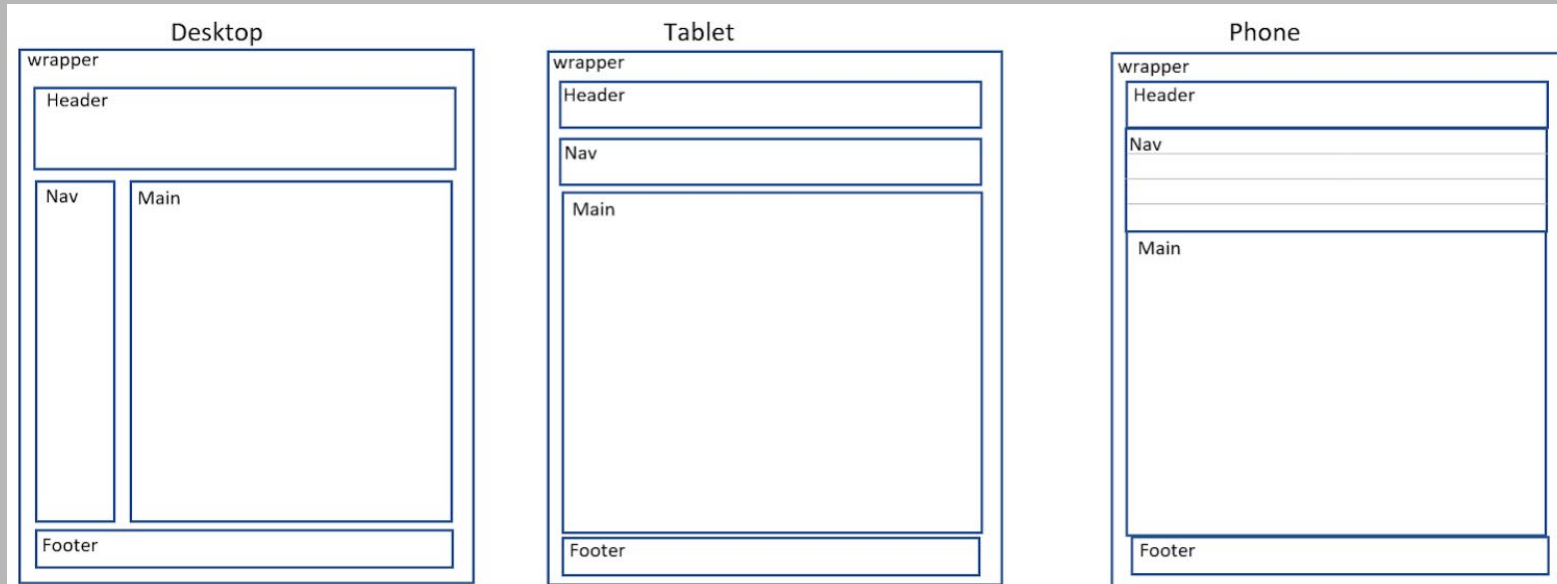 Desktop
wrapper
Header
Nav
Main
Footer
Tablet
wrapper
Header
Nav
Main
Footer
Phone
wrapper
Header
Nav
Main
Footer